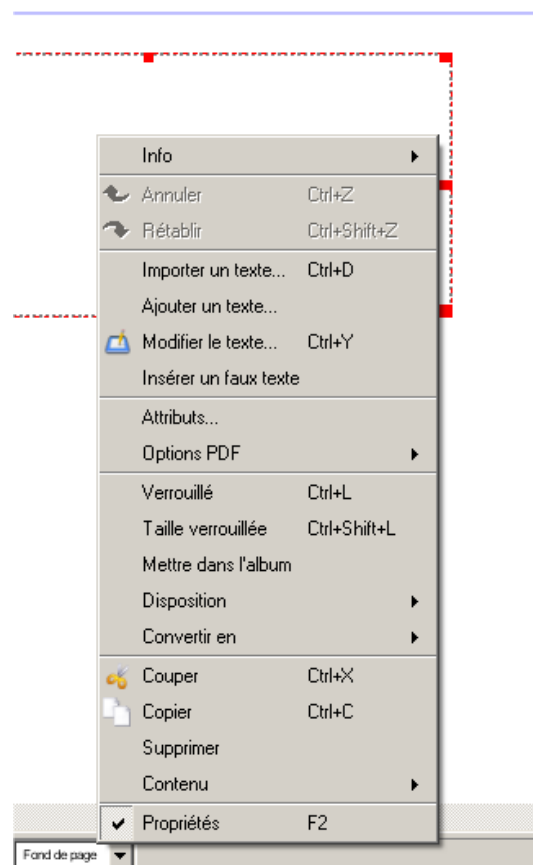 Info
Annuler Ctrl+Z
Rétablir Ctrl+Shift+Z
Importer un texte... Ctrl+D
Ajouter un texte...
Modifier le texte... Ctrl+Y
Insérer un faux texte
Attributs...
Options PDF
Verrouillé Ctrl+L
Taille verrouillée Ctrl+Shift+L
Mettre dans l'album
Disposition
Convertir en
Couper Ctrl+X
Copier Ctrl+C
Supprimer
Contenu
Propriétés F2
Fond de page